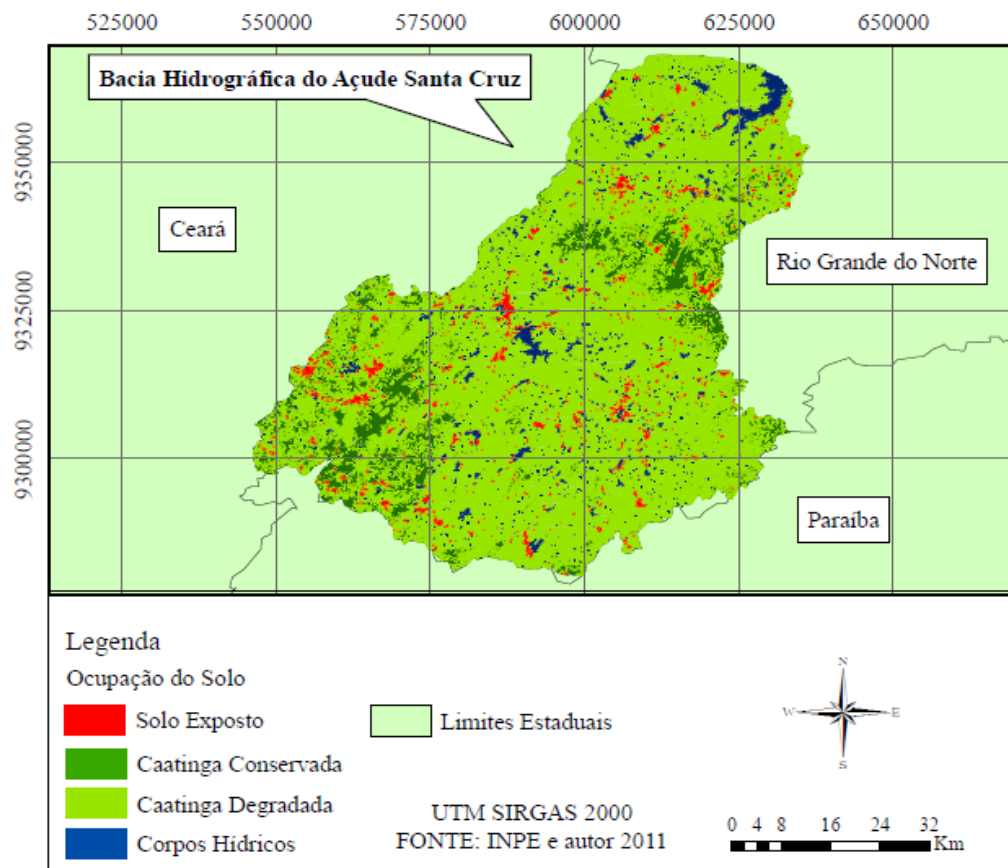 525000 550000 575000 600000 625000 650000
Bacia Hidrográfica do Açude Santa Cruz
9350000
Ceará
Rio Grande do Norte
9325000
9300000
Paraíba
Legenda
Ocupação do Solo
Solo Exposto
Limites Estaduais
Caatinga Conservada
Caatinga Degradada
Corpos Hídricos
UTM SIRGAS 2000
FONTE: INPE e autor 2011
N
W E
S
0 4 8 16 24 32
Km